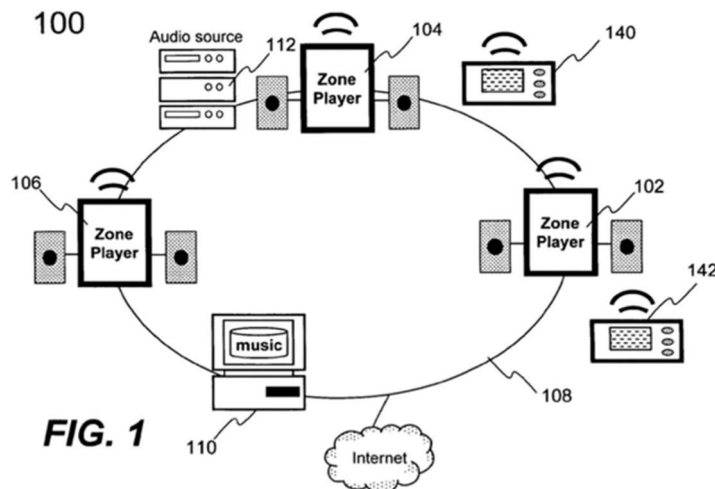 100
Audio source
112
104
140
Zone
Player
106
102
Zone
Player
Zone
Player
142
music
108
FIG. 1
110
Internet